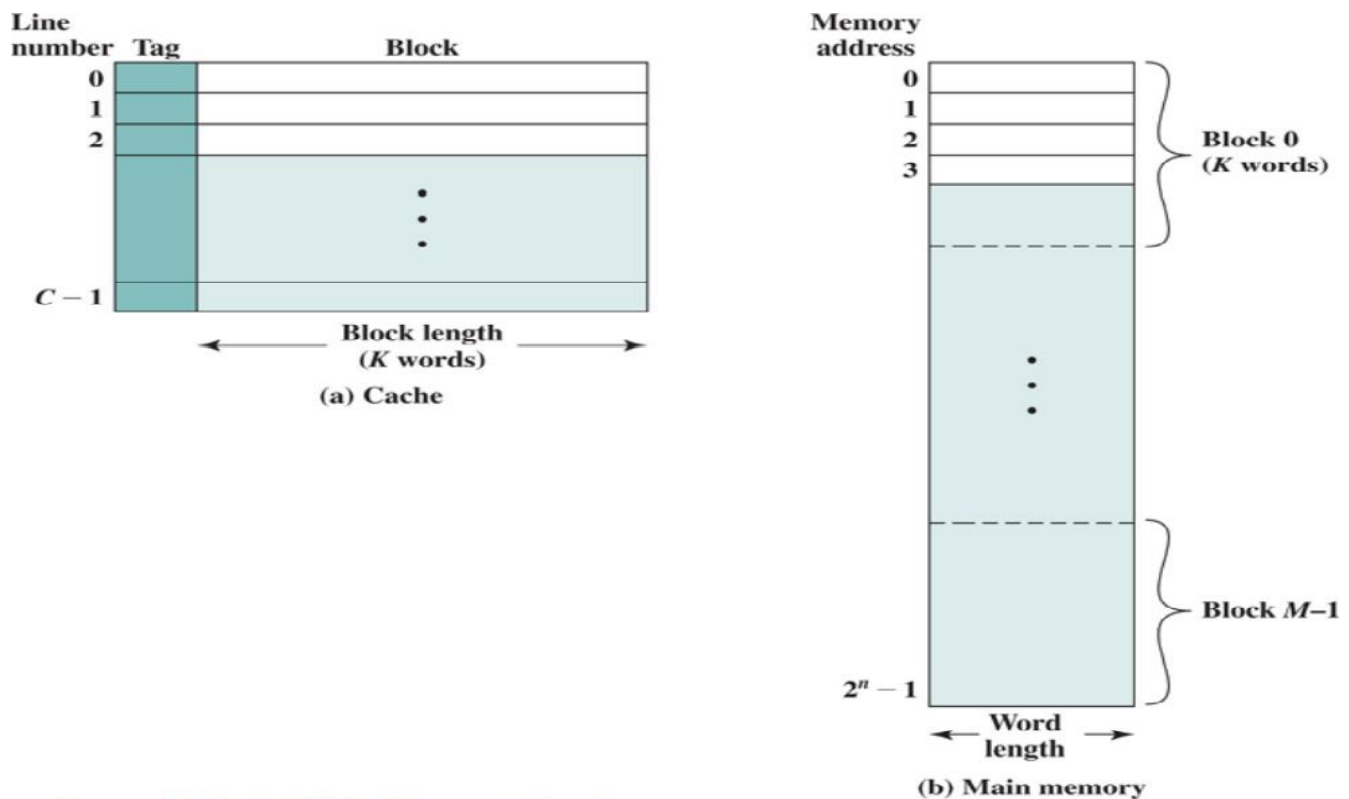 Line
number Tag Block
0
1
2
C – 1
Block length
(K words)
(a) Cache
Memory
address
0
1
2
3
Block 0
(K words)
Block M–1
2ⁿ – 1
Word
length
(b) Main memory